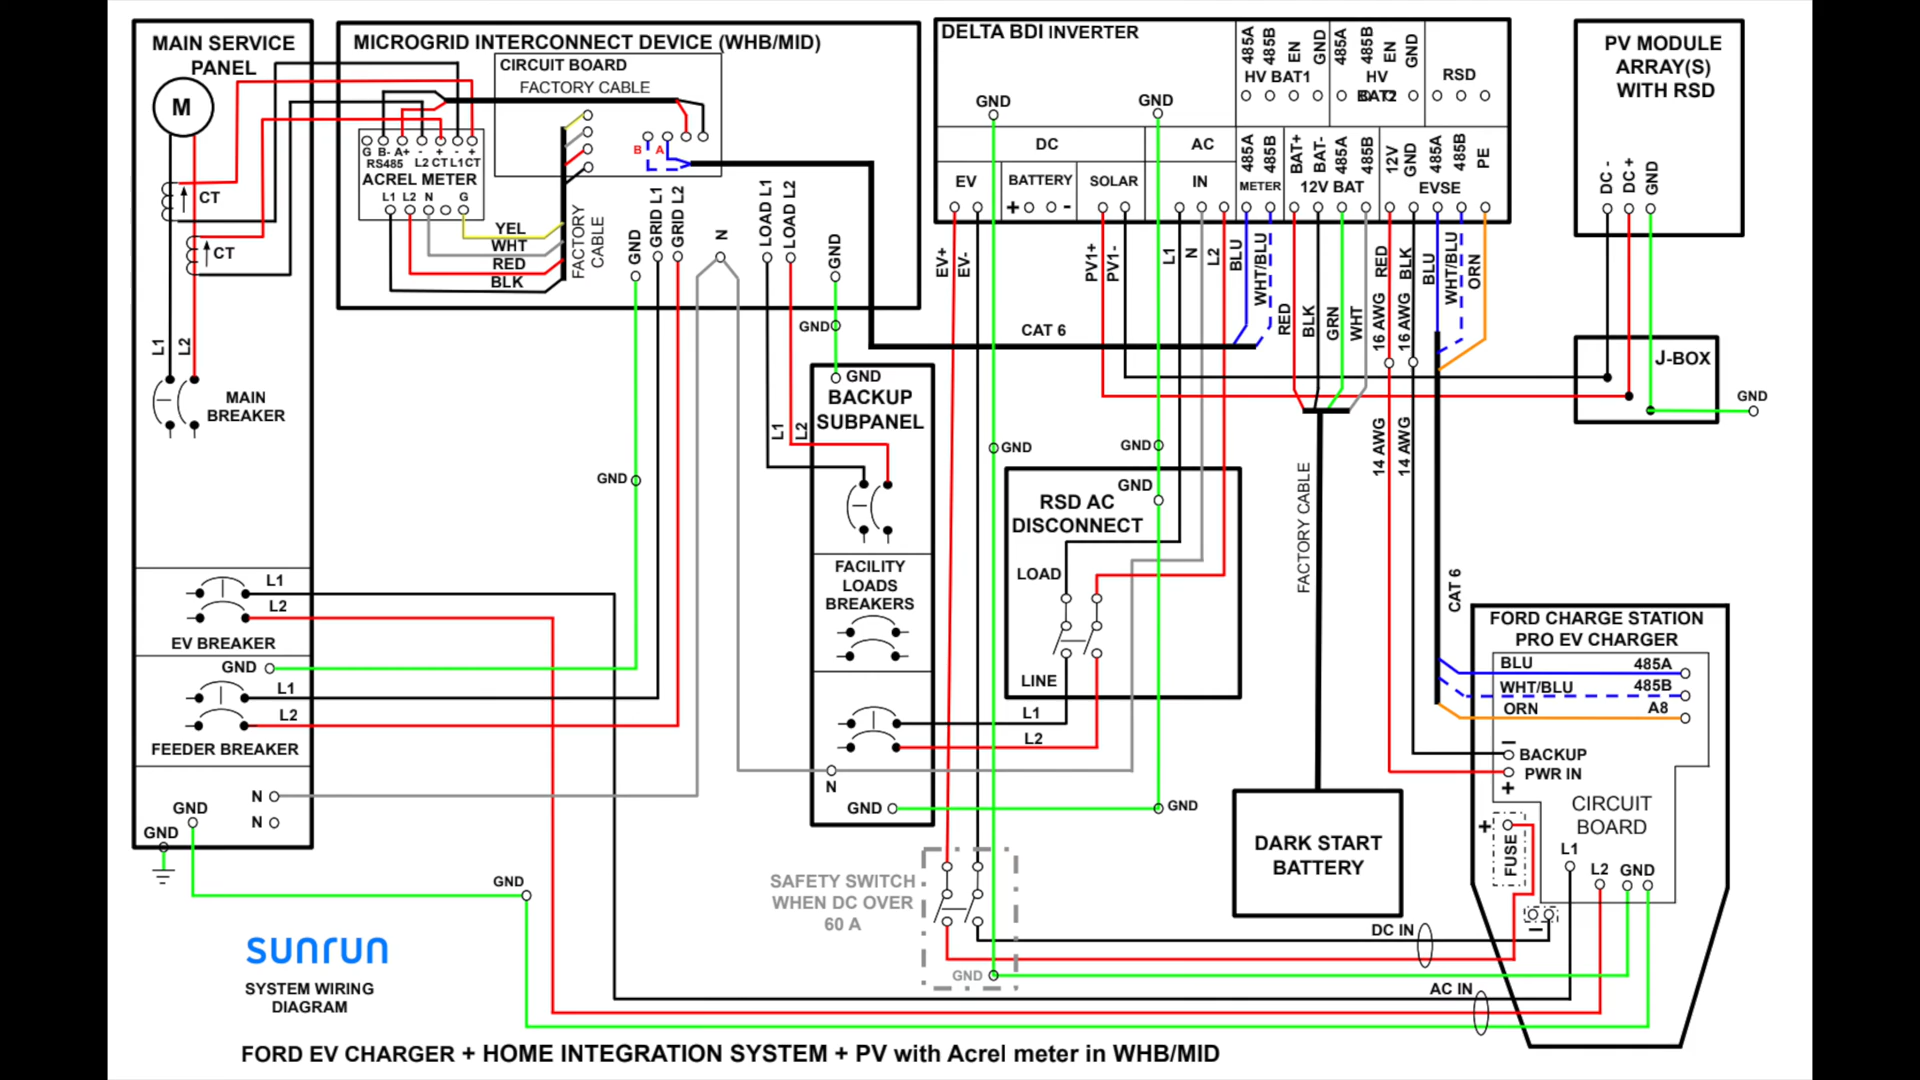 MAIN SERVICE
PANEL
M
CT
CT
L1
L2
MAIN
BREAKER
L1
L2
EV BREAKER
GND
L1
L2
FEEDER BREAKER
N
N
GND
GND
MICROGRID INTERCONNECT DEVICE (WHB/MID)
CIRCUIT BOARD
FACTORY CABLE
B A
G B- A+ - + - +
RS485 L2 CT L1 CT
ACREL METER
L1 L2 N G
YEL
WHT
RED
BLK
FACTORY
CABLE
GND
GRID L1
GRID L2
N
LOAD L1
LOAD L2
GND
GND
GND
GND
BACKUP
SUBPANEL
L1
L2
FACILITY
LOADS
BREAKERS
N
GND
DELTA BDI INVERTER
485A
485B
EN
GND
485A
485B
EN
GND
HV BAT1
HV
BAT2
RSD
GND
GND
DC
AC
485A
485B
BAT+
BAT-
485A
485B
12V
GND
485A
485B
PE
EV
BATTERY
+ -
SOLAR
IN
METER
12V BAT
EVSE
EV+
EV-
PV1+
PV1-
L1
N
L2
BLU
WHT/BLU
RED
BLK
GRN
WHT
RED
BLK
BLU
WHT/BLU
ORN
16 AWG
16 AWG
14 AWG
14 AWG
CAT 6
GND
GND
GND
RSD AC
DISCONNECT
LOAD
LINE
L1
L2
GND
FACTORY CABLE
CAT 6
DARK START
BATTERY
PV MODULE
ARRAY(S)
WITH RSD
DC -
DC +
GND
J-BOX
GND
FORD CHARGE STATION
PRO EV CHARGER
BLU 485A
WHT/BLU 485B
ORN A8
-
BACKUP
PWR IN
+
CIRCUIT
BOARD
+
FUSE
L1
L2 GND
-
SAFETY SWITCH
WHEN DC OVER
60 A
GND
DC IN
AC IN
GND
sunrun
SYSTEM WIRING
DIAGRAM
FORD EV CHARGER + HOME INTEGRATION SYSTEM + PV with Acrel meter in WHB/MID